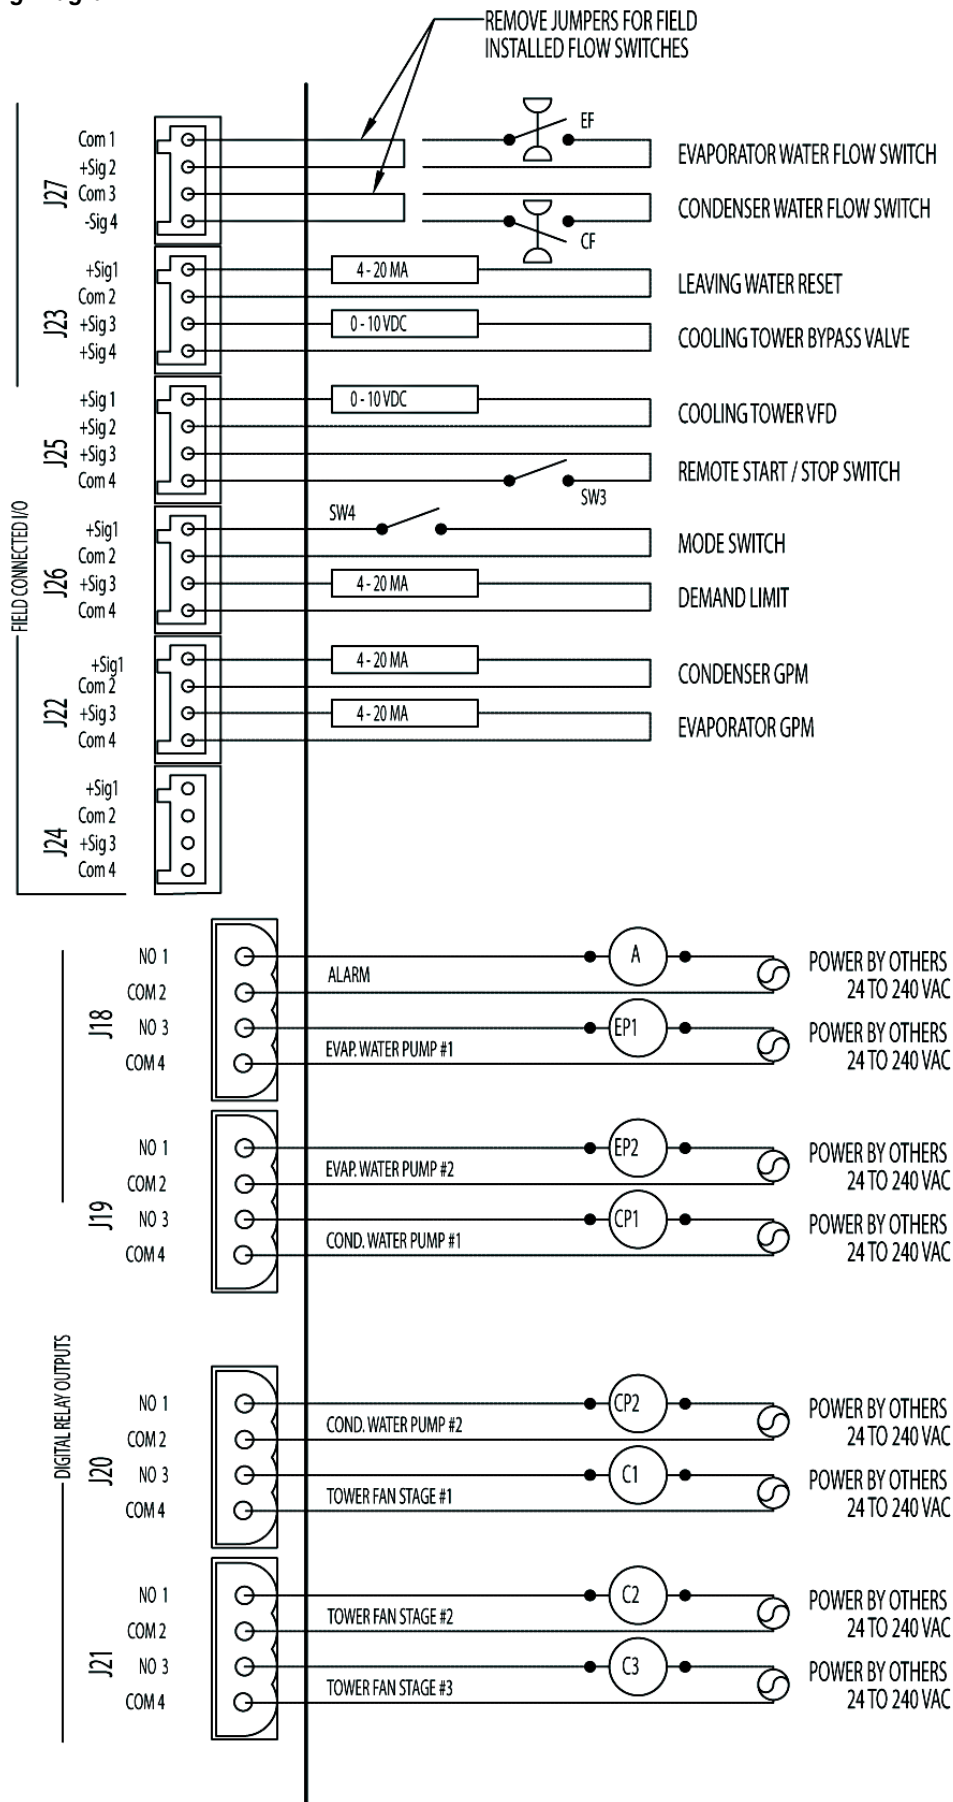 REMOVE JUMPERS FOR FIELD
INSTALLED FLOW SWITCHES
FIELD CONNECTED I/O
J27
Com 1
+Sig 2
Com 3
-Sig 4
EF
EVAPORATOR WATER FLOW SWITCH
CONDENSER WATER FLOW SWITCH
CF
J23
+Sig1
Com 2
+Sig 3
+Sig 4
4 - 20 MA
LEAVING WATER RESET
0 - 10 VDC
COOLING TOWER BYPASS VALVE
J25
+Sig 1
+Sig 2
+Sig 3
Com 4
0 - 10 VDC
COOLING TOWER VFD
REMOTE START / STOP SWITCH
SW3
J26
+Sig1
Com 2
+Sig 3
Com 4
SW4
MODE SWITCH
4 - 20 MA
DEMAND LIMIT
J22
+Sig1
Com 2
+Sig 3
Com 4
4 - 20 MA
CONDENSER GPM
4 - 20 MA
EVAPORATOR GPM
J24
+Sig1
Com 2
+Sig 3
Com 4
DIGITAL RELAY OUTPUTS
J18
NO 1
COM 2
NO 3
COM 4
ALARM
A
POWER BY OTHERS
24 TO 240 VAC
EVAP. WATER PUMP #1
EP1
POWER BY OTHERS
24 TO 240 VAC
J19
NO 1
COM 2
NO 3
COM 4
EVAP. WATER PUMP #2
EP2
POWER BY OTHERS
24 TO 240 VAC
COND. WATER PUMP #1
CP1
POWER BY OTHERS
24 TO 240 VAC
J20
NO 1
COM 2
NO 3
COM 4
COND. WATER PUMP #2
CP2
POWER BY OTHERS
24 TO 240 VAC
TOWER FAN STAGE #1
C1
POWER BY OTHERS
24 TO 240 VAC
J21
NO 1
COM 2
NO 3
COM 4
TOWER FAN STAGE #2
C2
POWER BY OTHERS
24 TO 240 VAC
TOWER FAN STAGE #3
C3
POWER BY OTHERS
24 TO 240 VAC